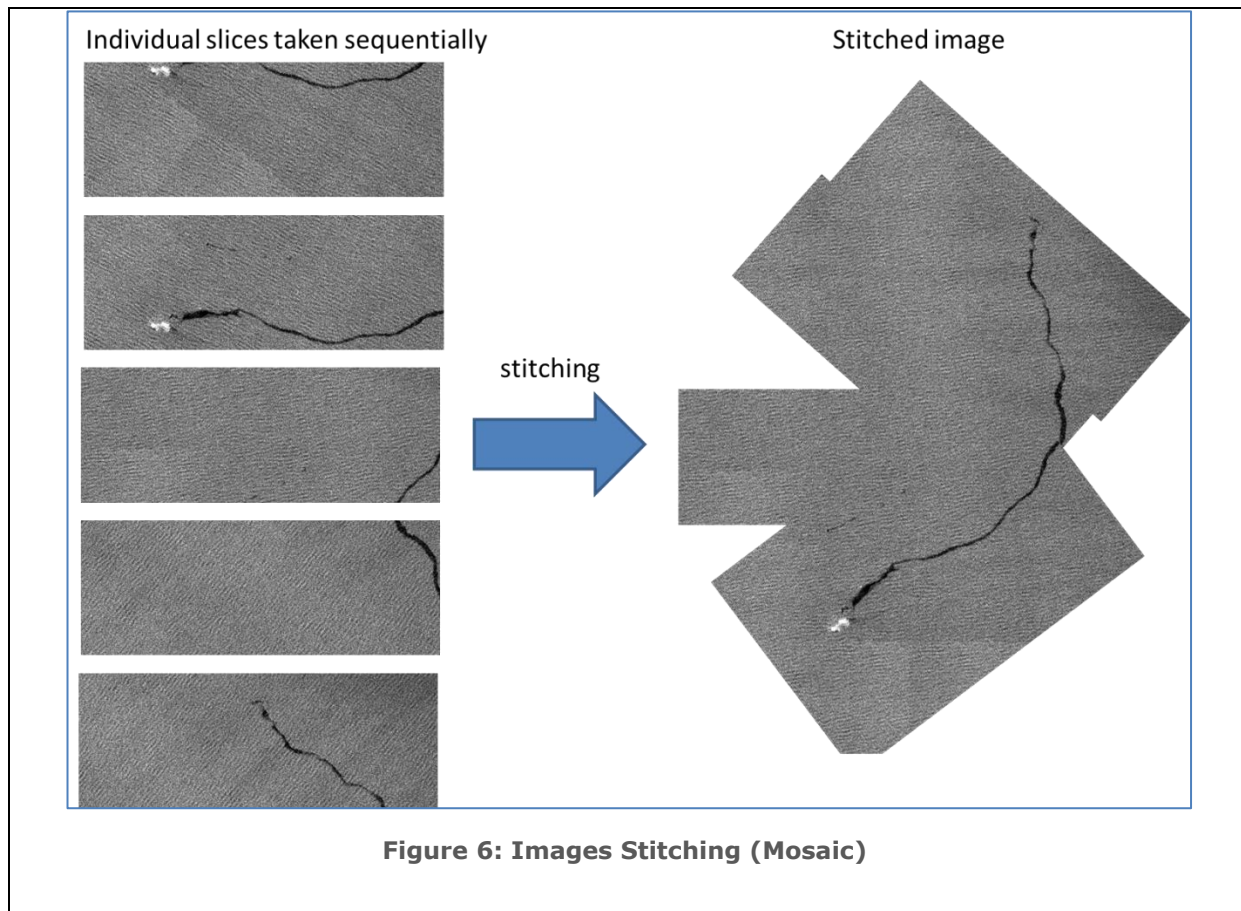 Individual slices taken sequentially
Stitched image
stitching
Figure 6: Images Stitching (Mosaic)